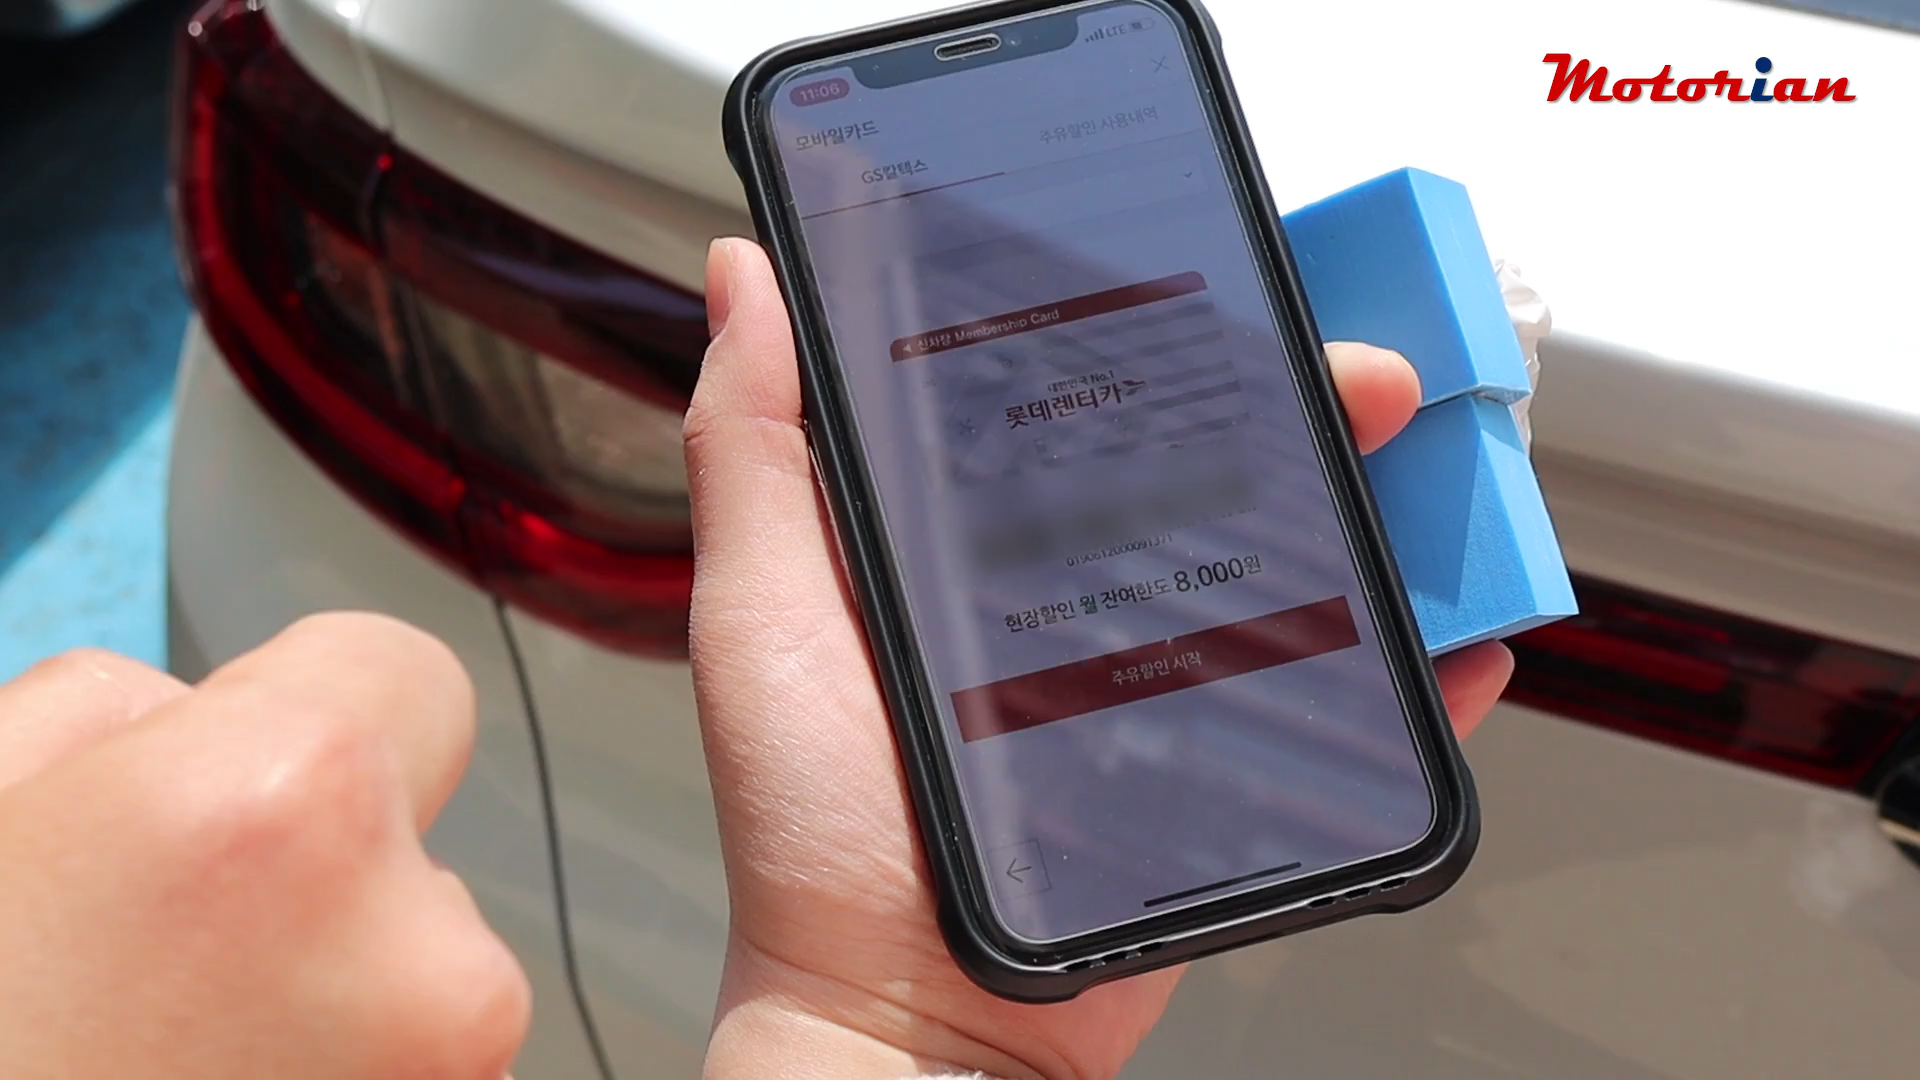 Motorian
11:06
LTE
모바일카드
GS칼텍스
주유할인 사용내역
◀ 신차장 Membership Card
대한민국 No.1
롯데렌터카
현장할인 월 잔여한도 8,000원
주유할인 시작